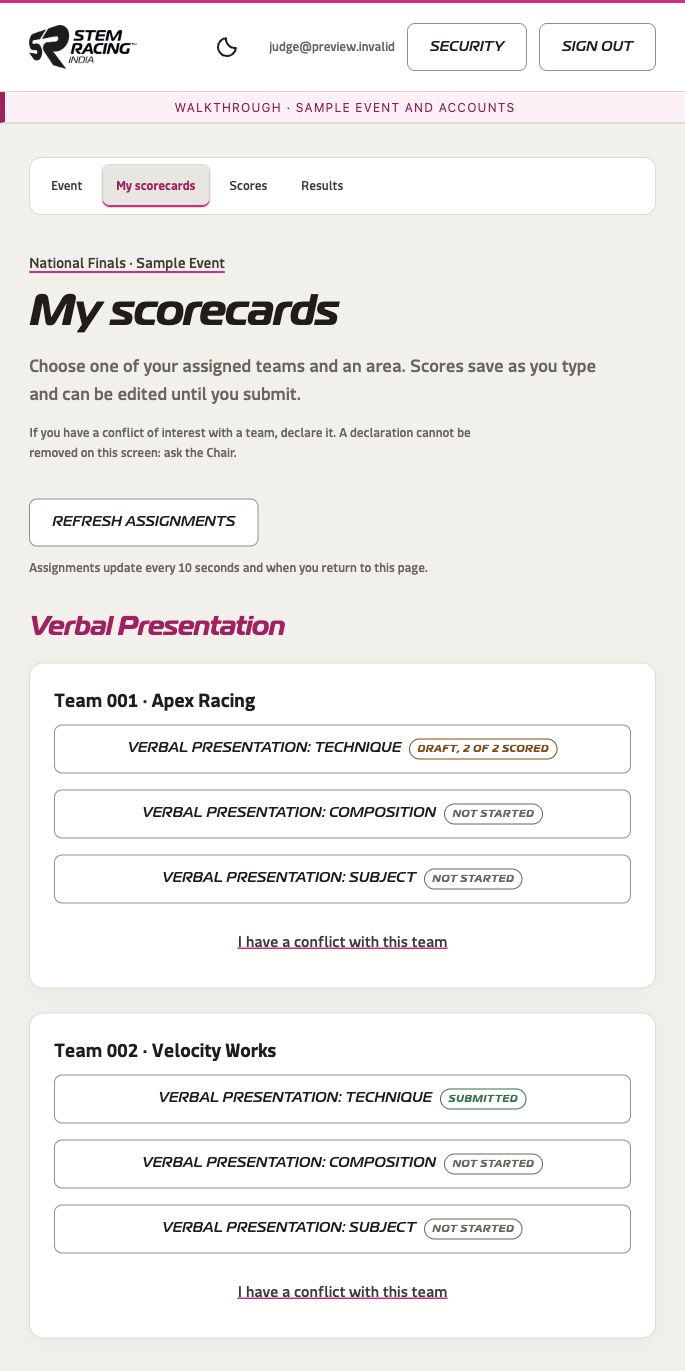 STEM
RACING™
INDIA
judge@preview.invalid
SECURITY
SIGN OUT
WALKTHROUGH · SAMPLE EVENT AND ACCOUNTS
Event
My scorecards
Scores
Results
National Finals · Sample Event
My scorecards
Choose one of your assigned teams and an area. Scores save as you type
and can be edited until you submit.
If you have a conflict of interest with a team, declare it. A declaration cannot be
removed on this screen: ask the Chair.
REFRESH ASSIGNMENTS
Assignments update every 10 seconds and when you return to this page.
Verbal Presentation
Team 001 · Apex Racing
VERBAL PRESENTATION: TECHNIQUE DRAFT, 2 OF 2 SCORED
VERBAL PRESENTATION: COMPOSITION NOT STARTED
VERBAL PRESENTATION: SUBJECT NOT STARTED
I have a conflict with this team
Team 002 · Velocity Works
VERBAL PRESENTATION: TECHNIQUE SUBMITTED
VERBAL PRESENTATION: COMPOSITION NOT STARTED
VERBAL PRESENTATION: SUBJECT NOT STARTED
I have a conflict with this team